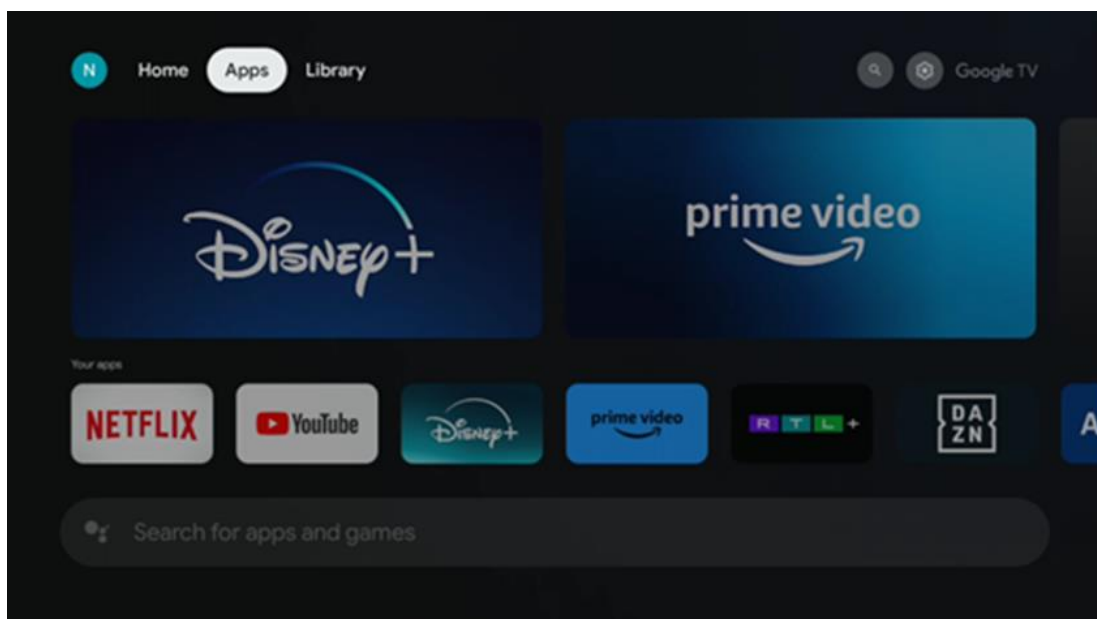 N Home Apps Library Google TV
Disney+ prime video
Your apps
NETFLIX YouTube Disney+ prime video RTL+ DAZN A
Search for apps and games